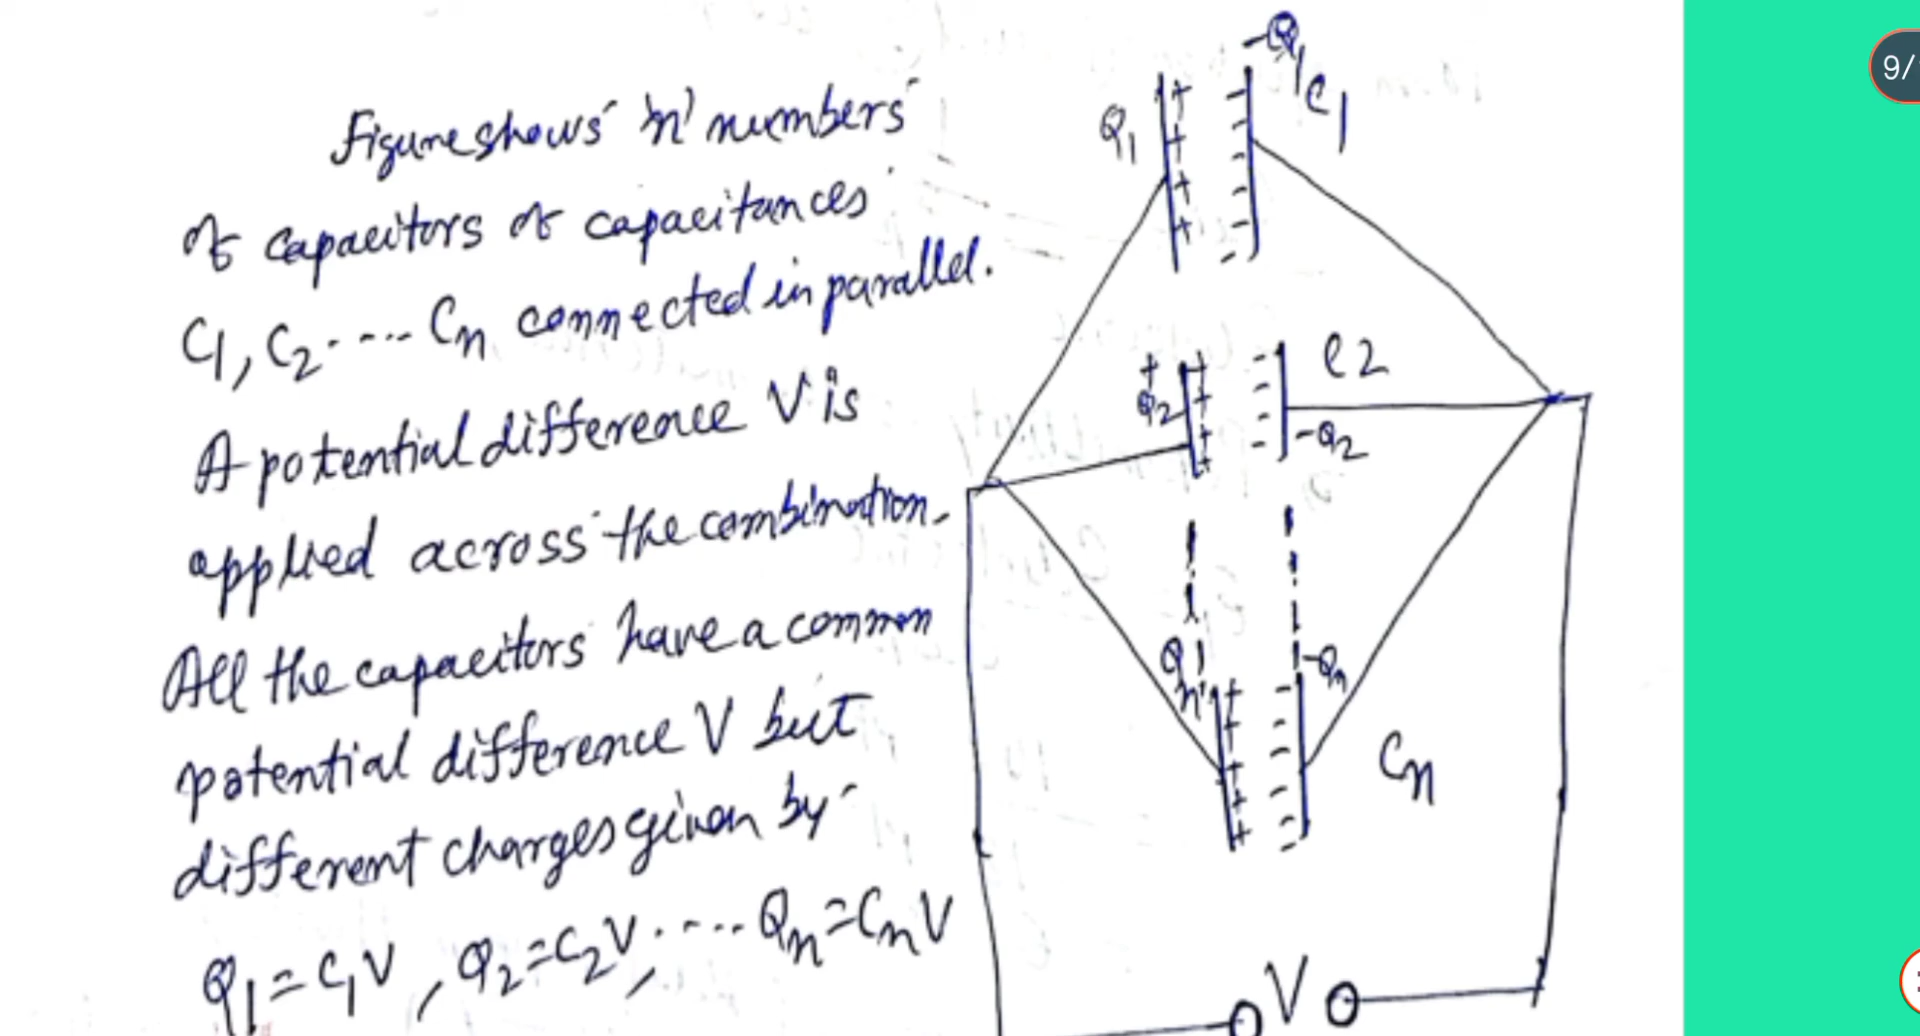 Figure shows 'n' numbers
of capacitors of capacitances
C1, C2 .... Cn connected in parallel.
A potential difference V is
applied across the combination.
All the capacitors have a common
potential difference V but
different charges given by
Q1 = C1V, Q2 = C2V, .... Qn = CnV
-Q1
C1
Q1
+ Q2
C2
-Q2
Qn
-Qn
Cn
V
9/